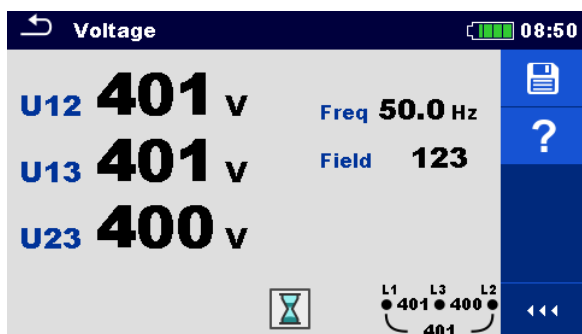 Voltage 08:50
U12 401 V
Freq 50.0 Hz
?
U13 401 V
Field 123
U23 400 V
L1 L3 L2
401 400
401